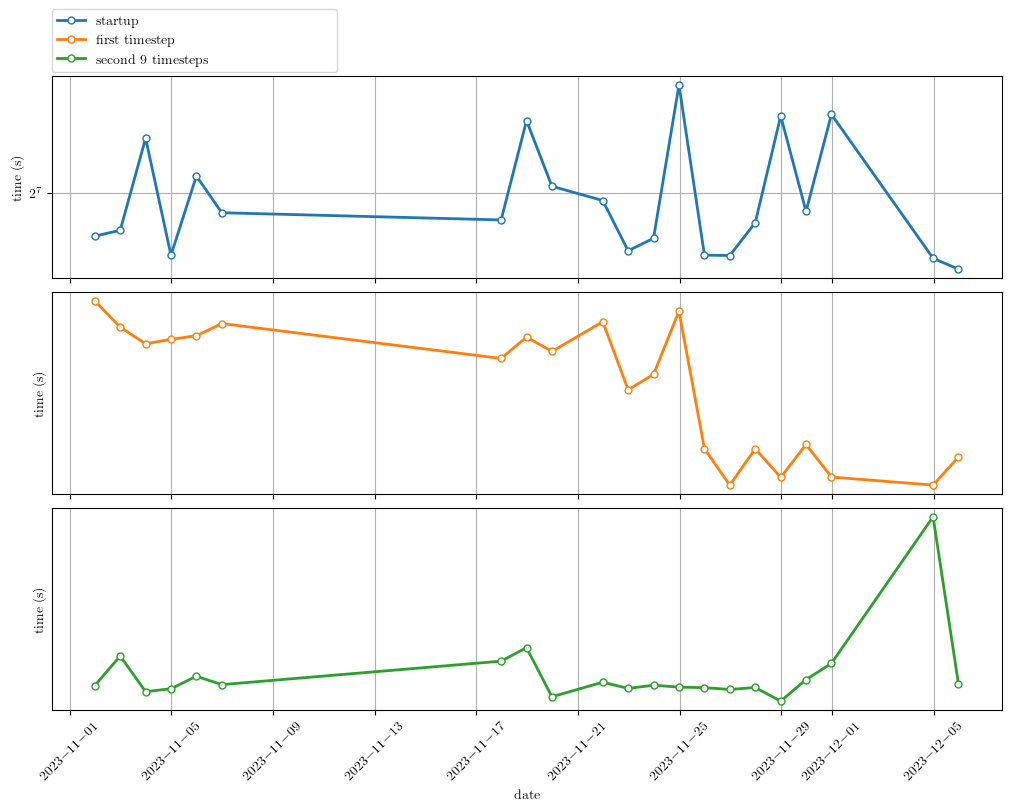 startup
first timestep
second 9 timesteps
time (s)
2⁷
time (s)
time (s)
2023−11−01
2023−11−05
2023−11−09
2023−11−13
2023−11−17
2023−11−21
2023−11−25
2023−11−29
2023−12−01
2023−12−05
date